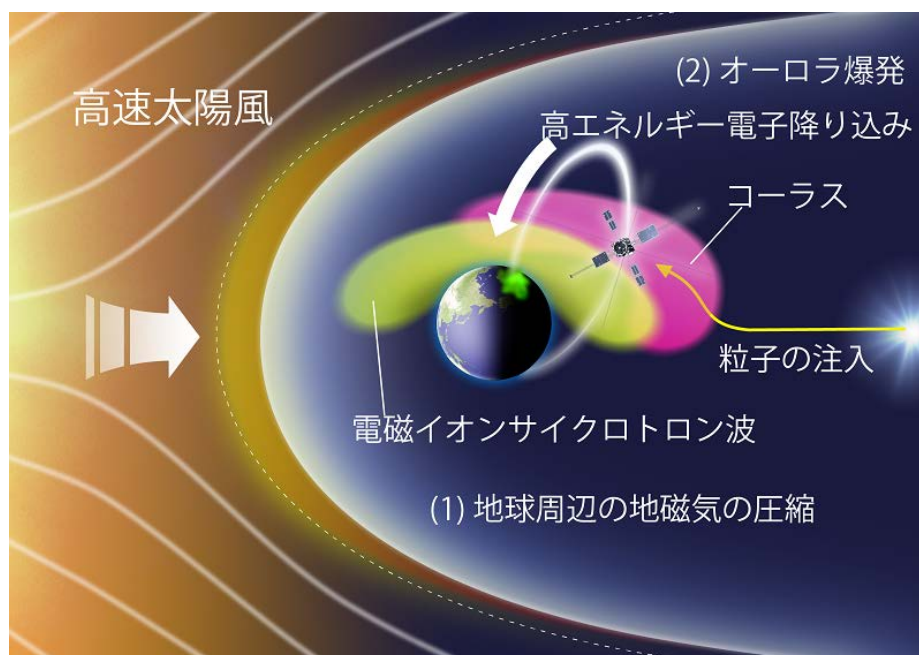 高速太陽風
(2) オーロラ爆発
高エネルギー電子降り込み
コーラス
粒子の注入
電磁イオンサイクロトロン波
(1) 地球周辺の地磁気の圧縮